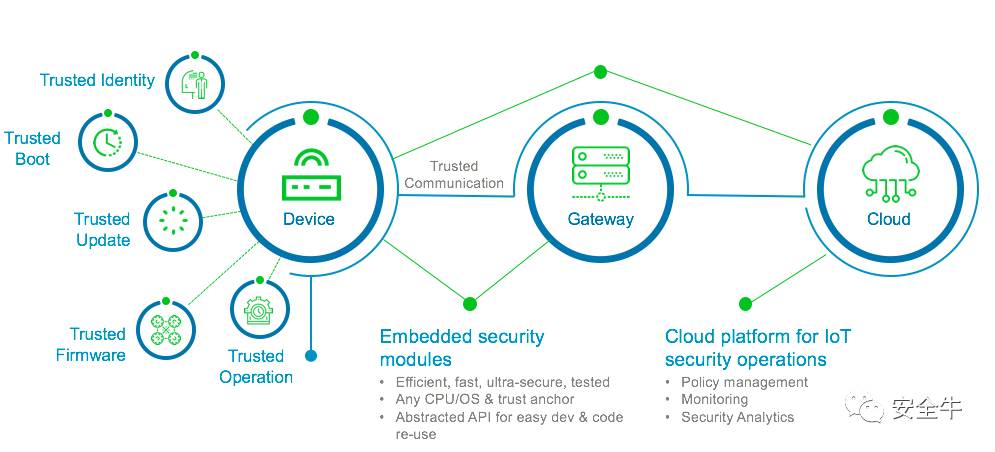 Trusted Identity
Trusted
Boot
Trusted
Update
Trusted
Firmware
Trusted
Operation
Device
Trusted
Communication
Gateway
Cloud
Embedded security
modules
• Efficient, fast, ultra-secure, tested
• Any CPU/OS & trust anchor
• Abstracted API for easy dev & code
re-use
Cloud platform for IoT
security operations
• Policy management
• Monitoring
• Security Analytics
安全牛